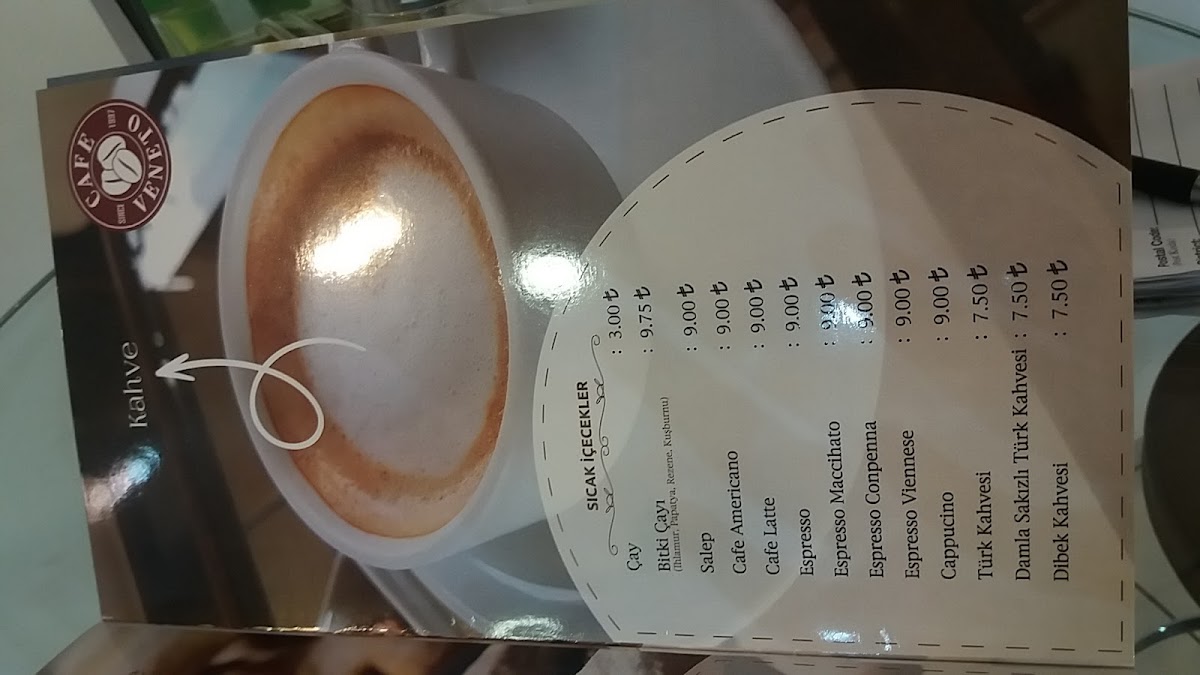 CAFE
VENETO
Kahve
SICAK İÇECEKLER
Çay : 3.00 ₺
Bitki Çayı : 9.75 ₺
(Ihlamur, Papatya, Rezene, Kuşburnu)
Salep : 9.00 ₺
Cafe Americano : 9.00 ₺
Cafe Latte : 9.00 ₺
Espresso : 9.00 ₺
Espresso Maccihato : 9.00 ₺
Espresso Conpenna : 9.00 ₺
Espresso Viennese : 9.00 ₺
Cappucino : 9.00 ₺
Türk Kahvesi : 7.50 ₺
Damla Sakızlı Türk Kahvesi : 7.50 ₺
Dibek Kahvesi : 7.50 ₺
Postal Code: